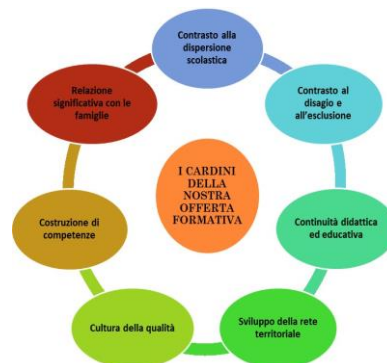 Contrasto alla
dispersione
scolastica
Contrasto al
disagio e
all'esclusione
Continuità didattica
ed educativa
Sviluppo della rete
territoriale
Cultura della qualità
Costruzione di
competenze
Relazione
significativa con le
famiglie
I CARDINI
DELLA
NOSTRA
OFFERTA
FORMATIVA